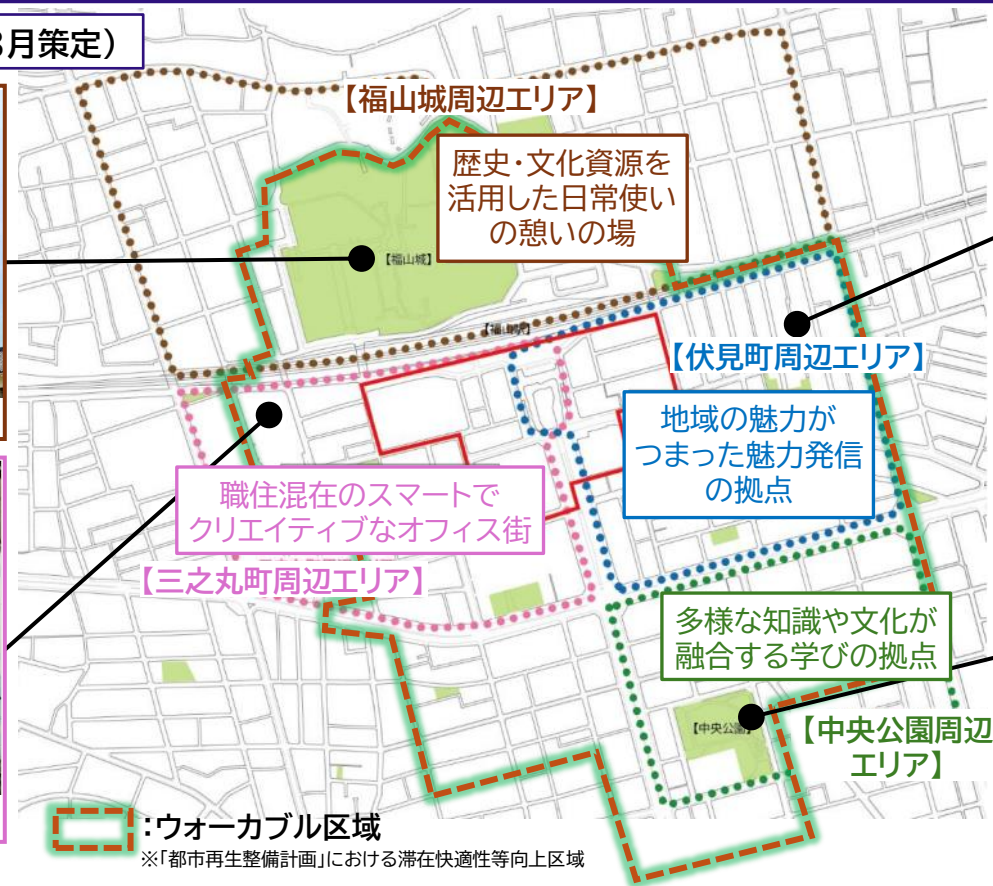 3月策定）
【福山城周辺エリア】
歴史・文化資源を
活用した日常使い
の憩いの場
【福山城】
【福山駅】
【伏見町周辺エリア】
地域の魅力が
つまった魅力発信
の拠点
職住混在のスマートで
クリエイティブなオフィス街
【三之丸町周辺エリア】
多様な知識や文化が
融合する学びの拠点
【中央公園】
【中央公園周辺
エリア】
：ウォーカブル区域
※「都市再生整備計画」における滞在快適性等向上区域